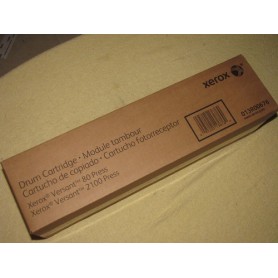 xerox
Drum Cartridge • Module tambour
Cartucho de copiado • Cartucho fotorreceptor
Xerox® Versant® 80 Press
Xerox® Versant® 2100 Press